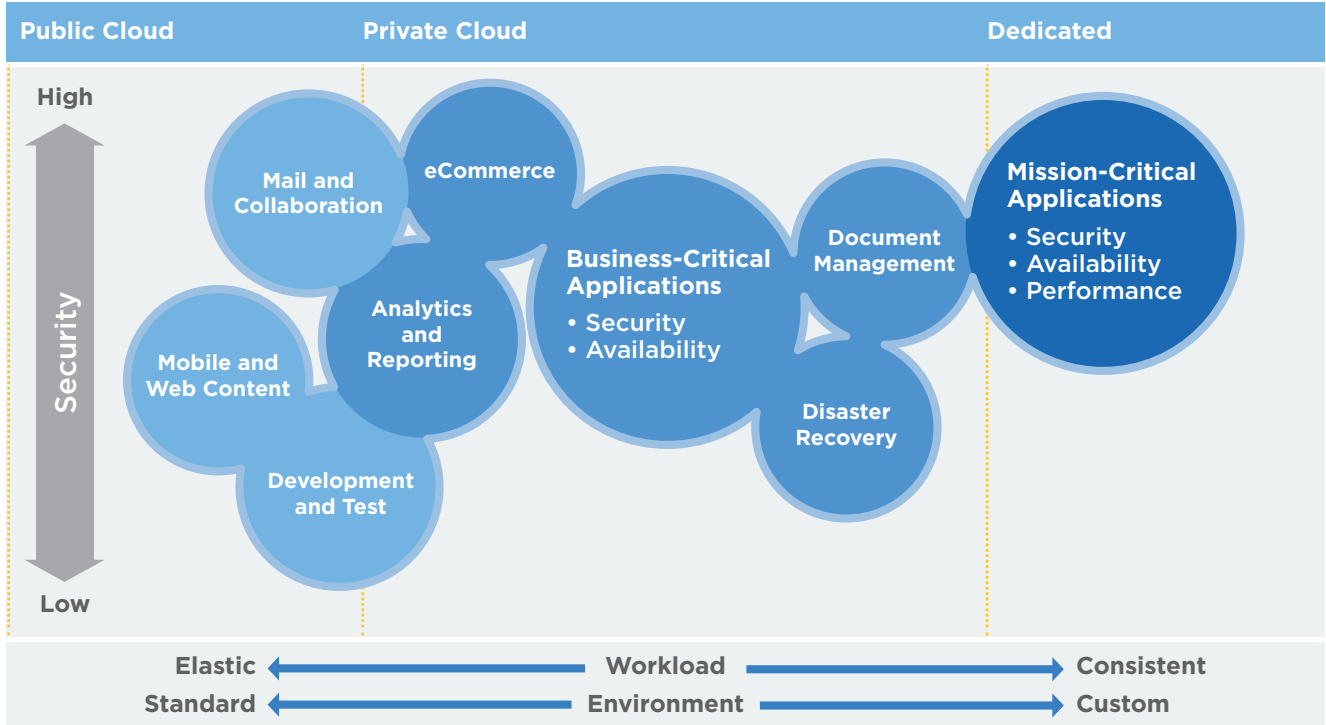 Public Cloud
Private Cloud
Dedicated
High
Security
Low
Mail and
Collaboration
eCommerce
Mobile and
Web Content
Analytics
and
Reporting
Development
and Test
Business-Critical
Applications
• Security
• Availability
Document
Management
Disaster
Recovery
Mission-Critical
Applications
• Security
• Availability
• Performance
Elastic
Workload
Consistent
Standard
Environment
Custom